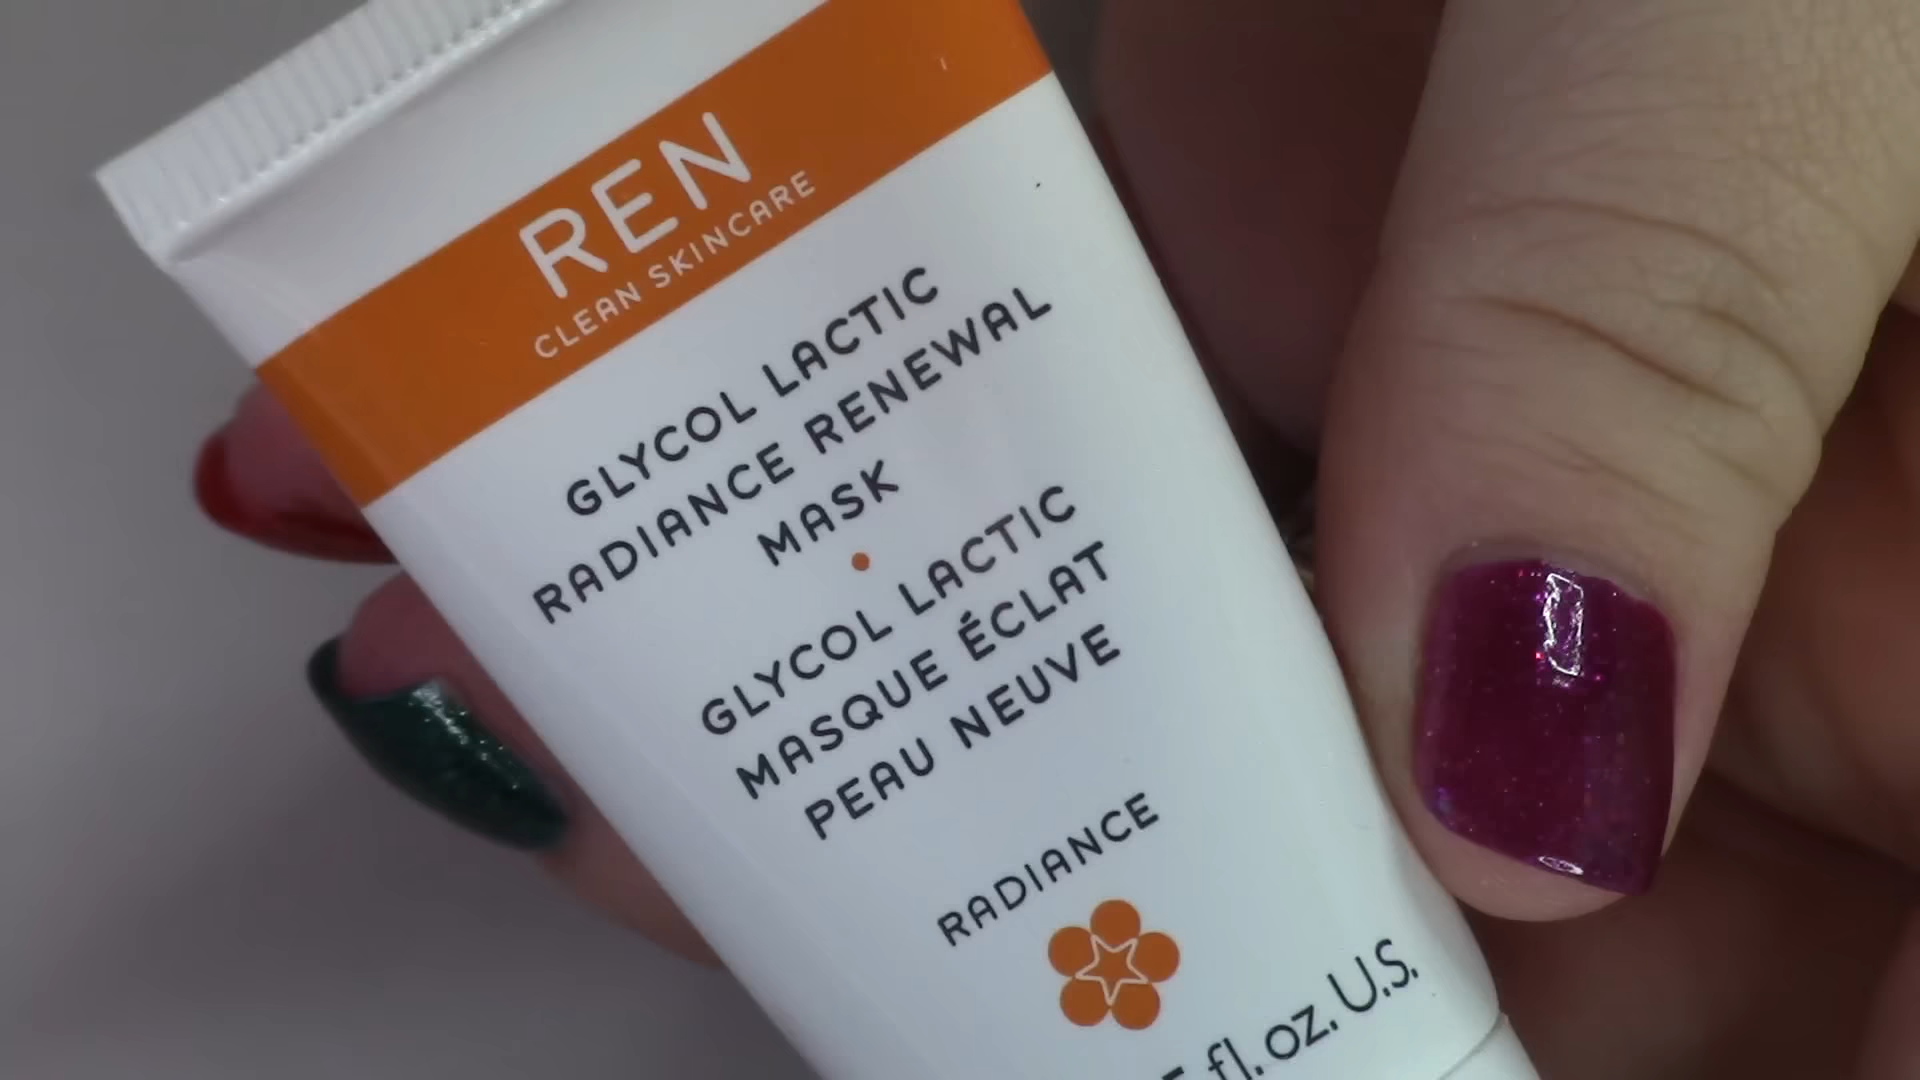 REN
CLEAN SKINCARE
GLYCOL LACTIC
RADIANCE RENEWAL
MASK
GLYCOL LACTIC
MASQUE ÉCLAT
PEAU NEUVE
RADIANCE
fl. oz. U.S.